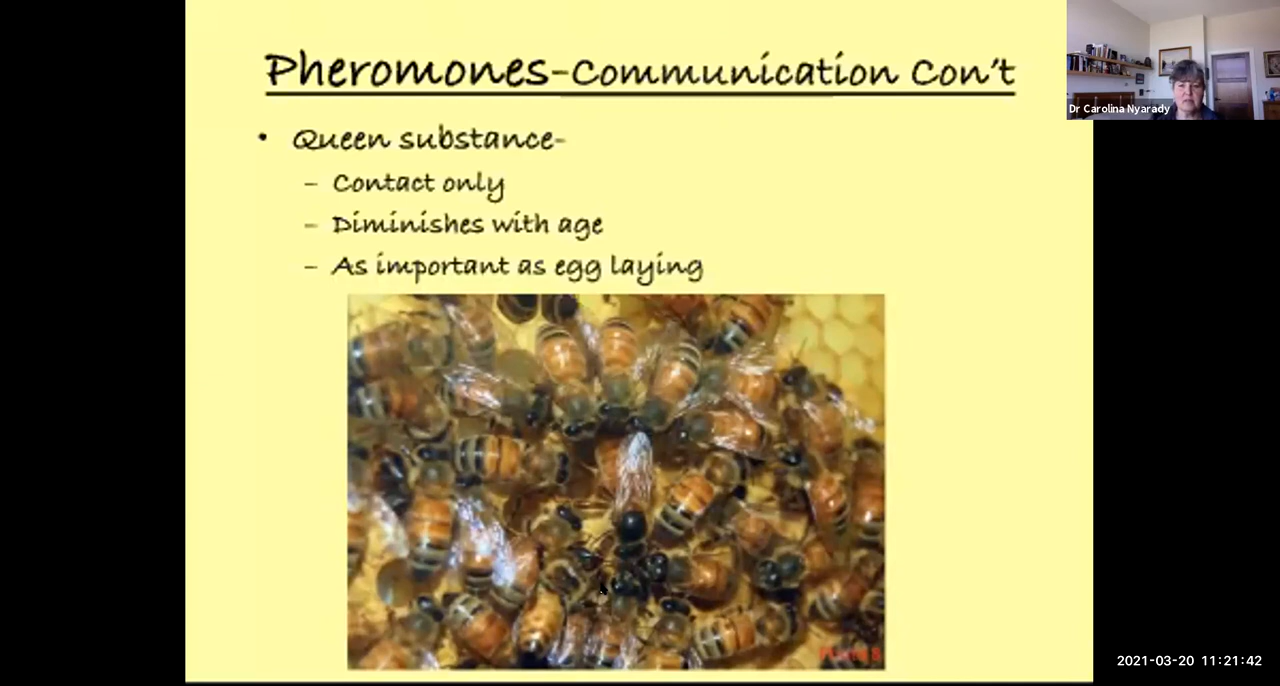 Pheromones-Communication Con't
Dr Carolina Nyarady
• Queen substance-
– Contact only
– Diminishes with age
– As important as egg laying
2021-03-20 11:21:42